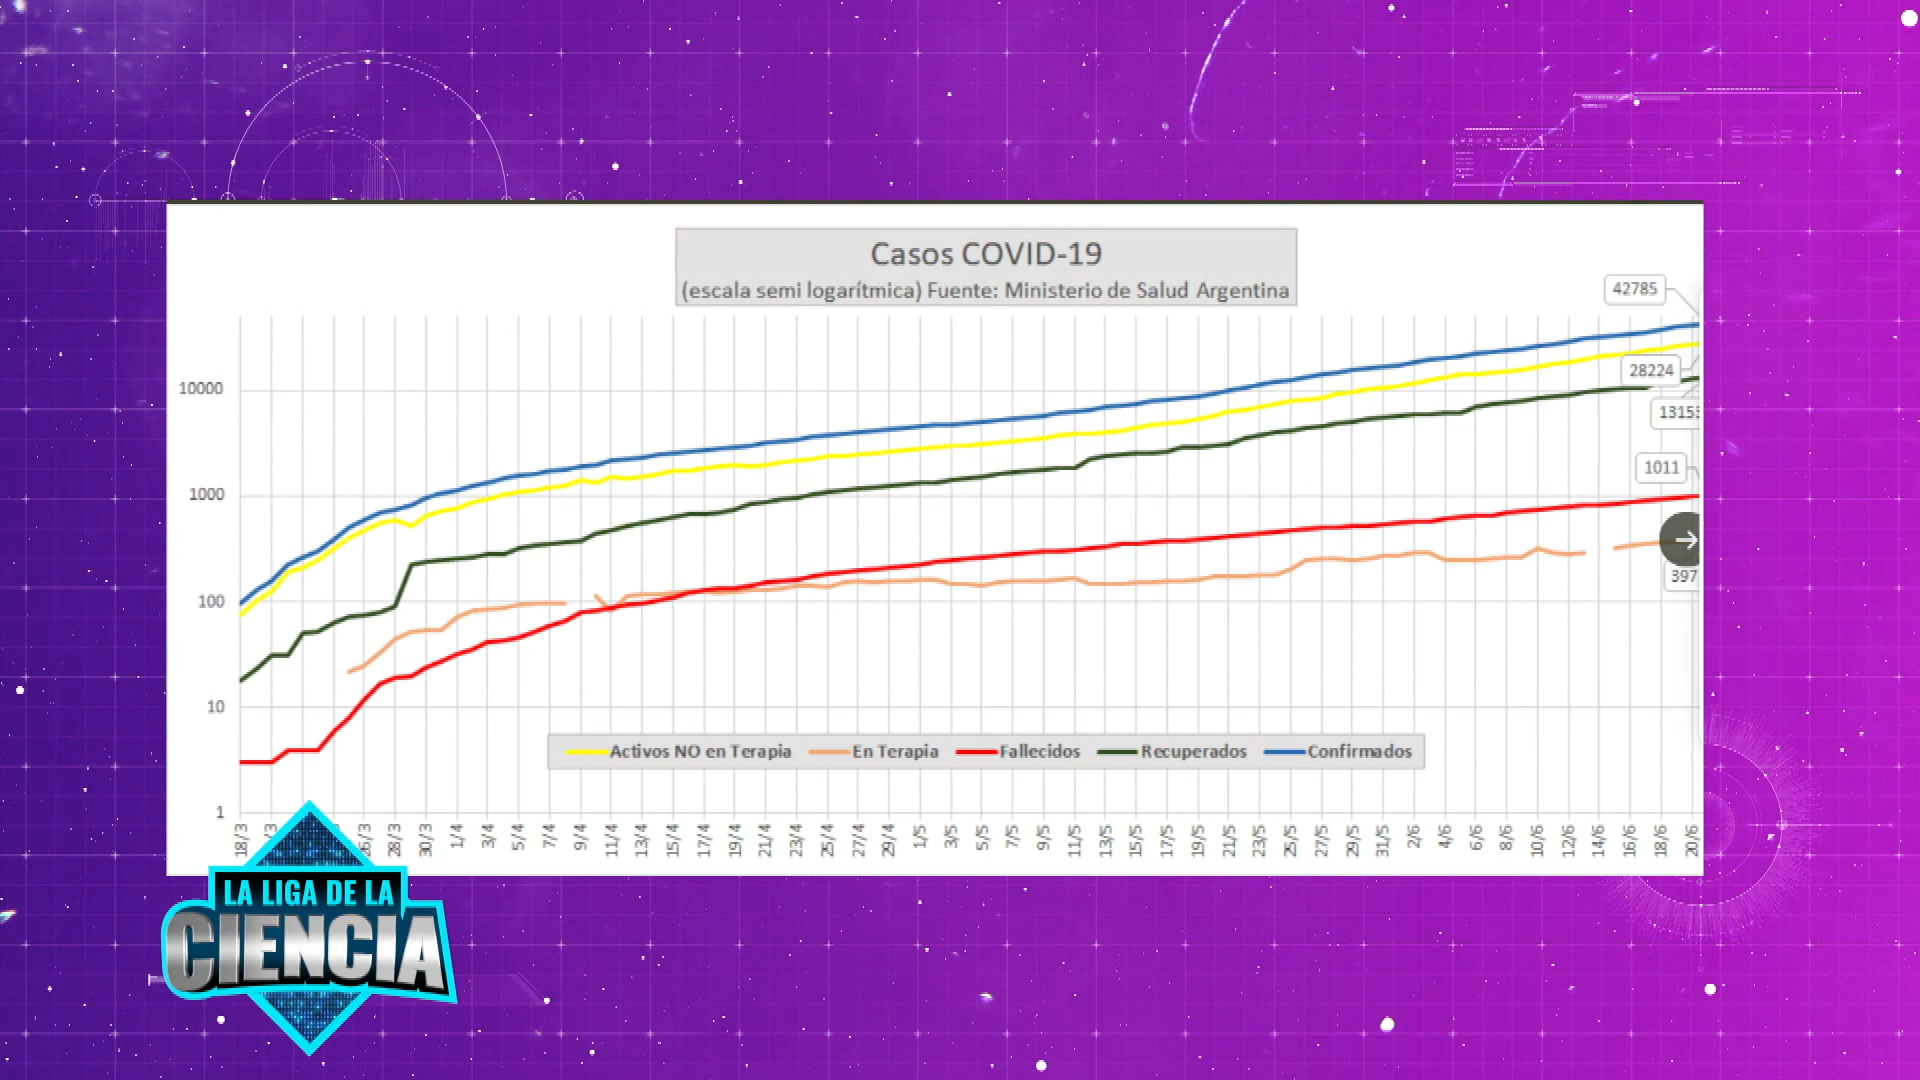 Casos COVID-19
(escala semi logarítmica) Fuente: Ministerio de Salud Argentina
42785
28224
13153
1011
397
10000
1000
100
10
1
Activos NO en Terapia En Terapia Fallecidos Recuperados Confirmados
18/3 26/3 28/3 30/3 1/4 3/4 5/4 7/4 9/4 11/4 13/4 15/4 17/4 19/4 21/4 23/4 25/4 27/4 29/4 1/5 3/5 5/5 7/5 9/5 11/5 13/5 15/5 17/5 19/5 21/5 23/5 25/5 27/5 29/5 31/5 2/6 4/6 6/6 8/6 10/6 12/6 14/6 16/6 18/6 20/6
LA LIGA DE LA
CIENCIA